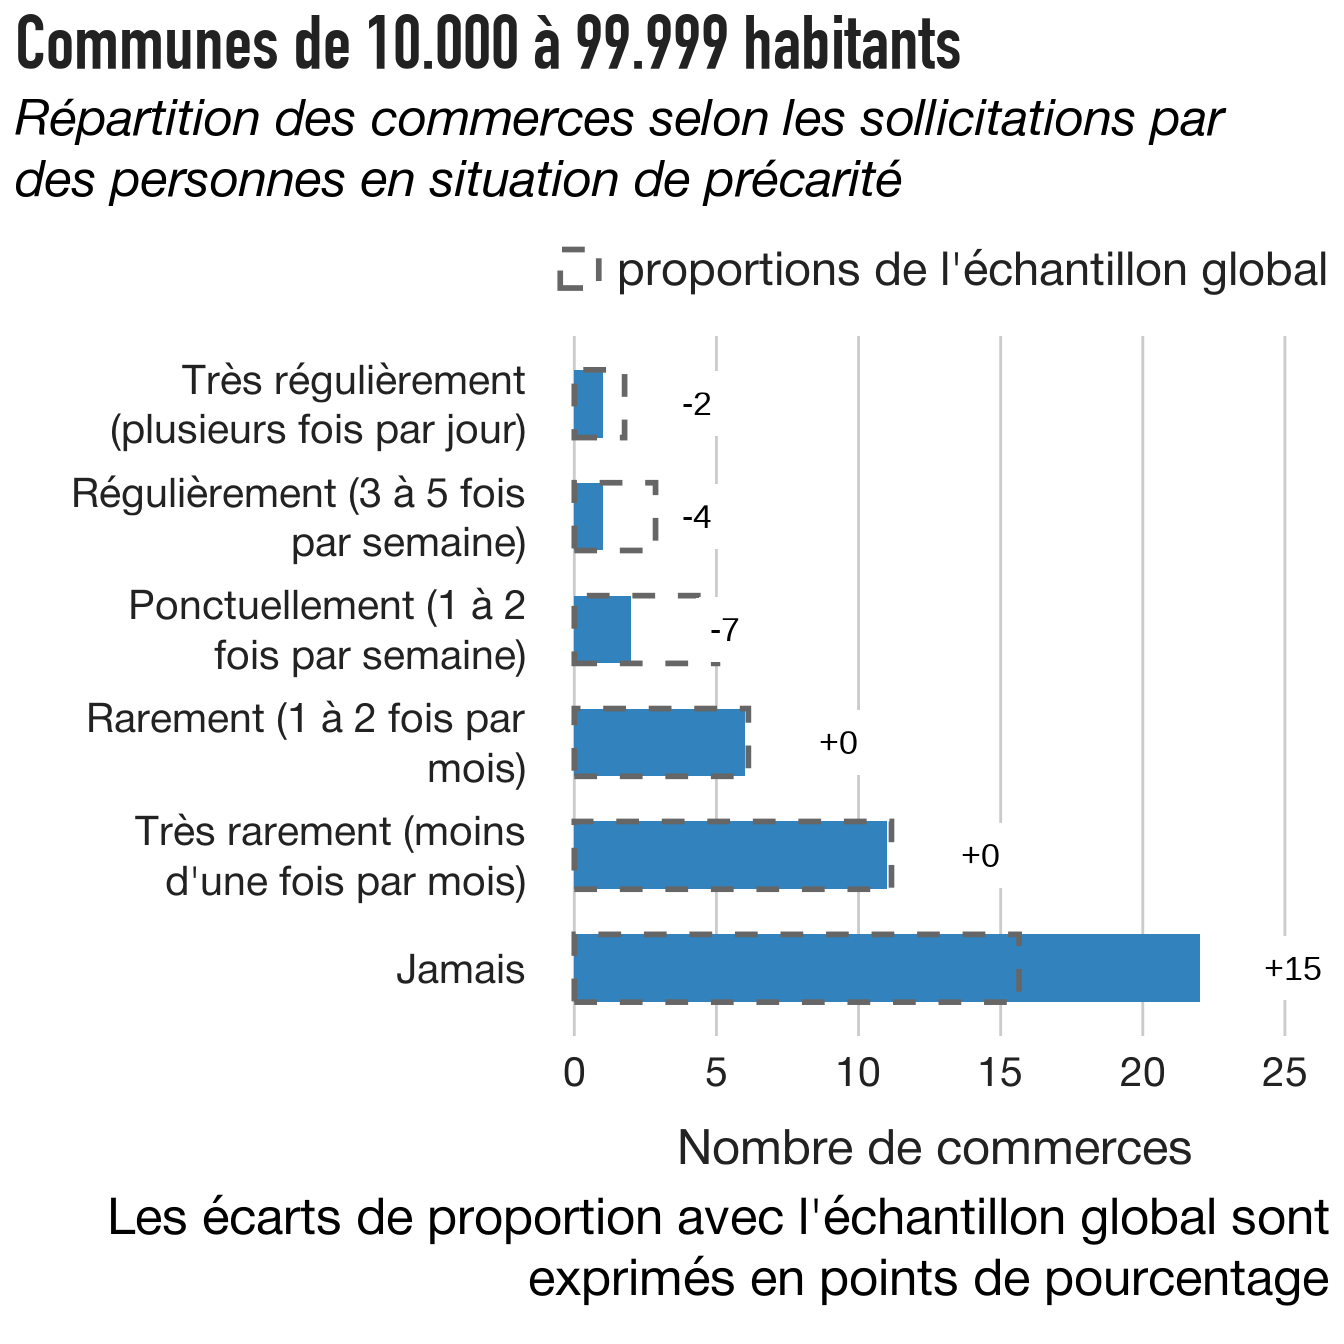 Communes de 10.000 à 99.999 habitants
Répartition des commerces selon les sollicitations par
des personnes en situation de précarité
proportions de l'échantillon global
Très régulièrement
(plusieurs fois par jour)
-2
Régulièrement (3 à 5 fois
par semaine)
-4
Ponctuellement (1 à 2
fois par semaine)
-7
Rarement (1 à 2 fois par
mois)
+0
Très rarement (moins
d'une fois par mois)
+0
Jamais
+15
0 5 10 15 20 25
Nombre de commerces
Les écarts de proportion avec l'échantillon global sont
exprimés en points de pourcentage